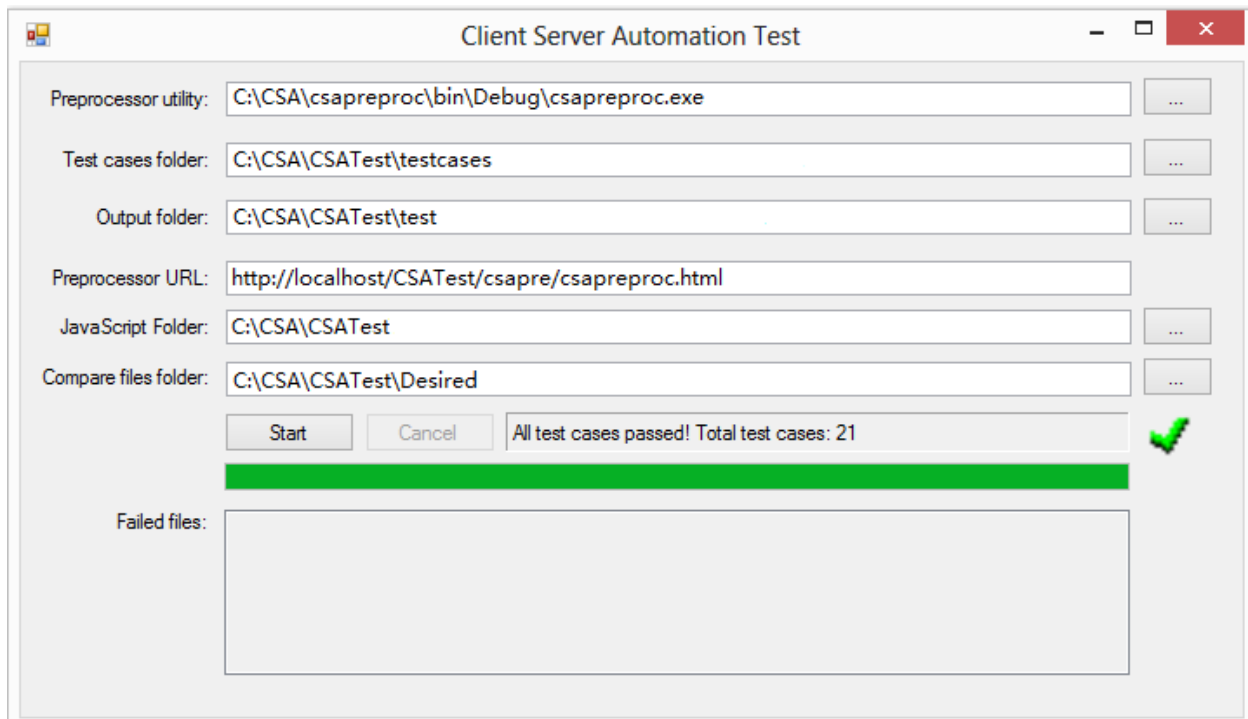 Client Server Automation Test
Preprocessor utility: C:\CSA\csapreproc\bin\Debug\csapreproc.exe ...
Test cases folder: C:\CSA\CSATest\testcases ...
Output folder: C:\CSA\CSATest\test ...
Preprocessor URL: http://localhost/CSATest/csapre/csapreproc.html
JavaScript Folder: C:\CSA\CSATest ...
Compare files folder: C:\CSA\CSATest\Desired ...
Start Cancel All test cases passed! Total test cases: 21
Failed files: